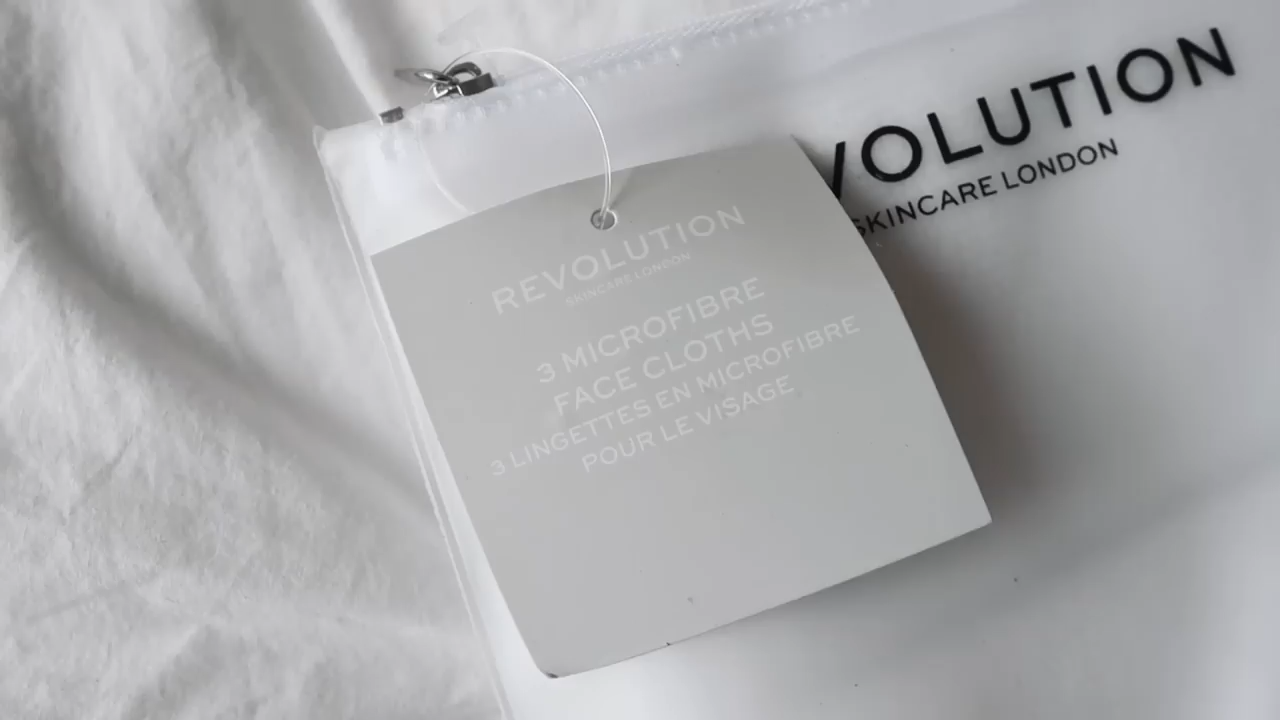 VOLUTION
SKINCARE LONDON
REVOLUTION
SKINCARE LONDON
3 MICROFIBRE
FACE CLOTHS
3 LINGETTES EN MICROFIBRE
POUR LE VISAGE